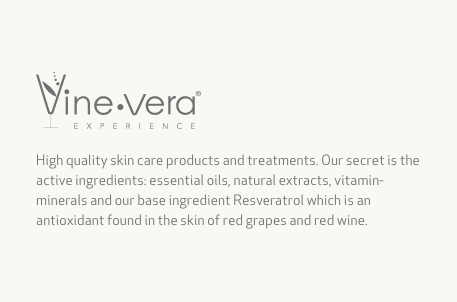 Vine•vera®
EXPERIENCE
High quality skin care products and treatments. Our secret is the
active ingredients: essential oils, natural extracts, vitamin-
minerals and our base ingredient Resveratrol which is an
antioxidant found in the skin of red grapes and red wine.